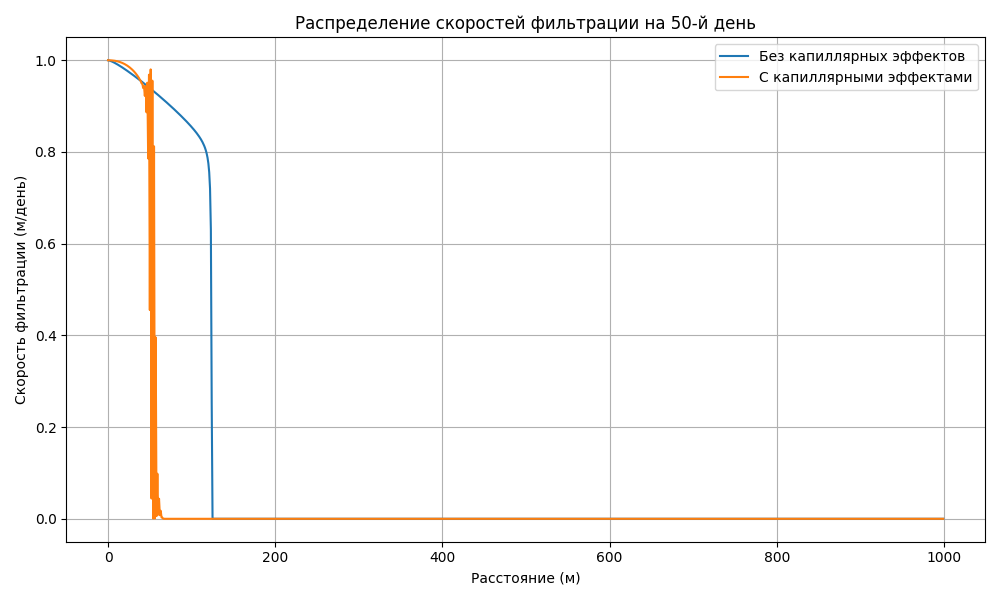 Распределение скоростей фильтрации на 50-й день
Без капиллярных эффектов
С капиллярными эффектами
Скорость фильтрации (м/день)
1.0
0.8
0.6
0.4
0.2
0.0
0 200 400 600 800 1000
Расстояние (м)